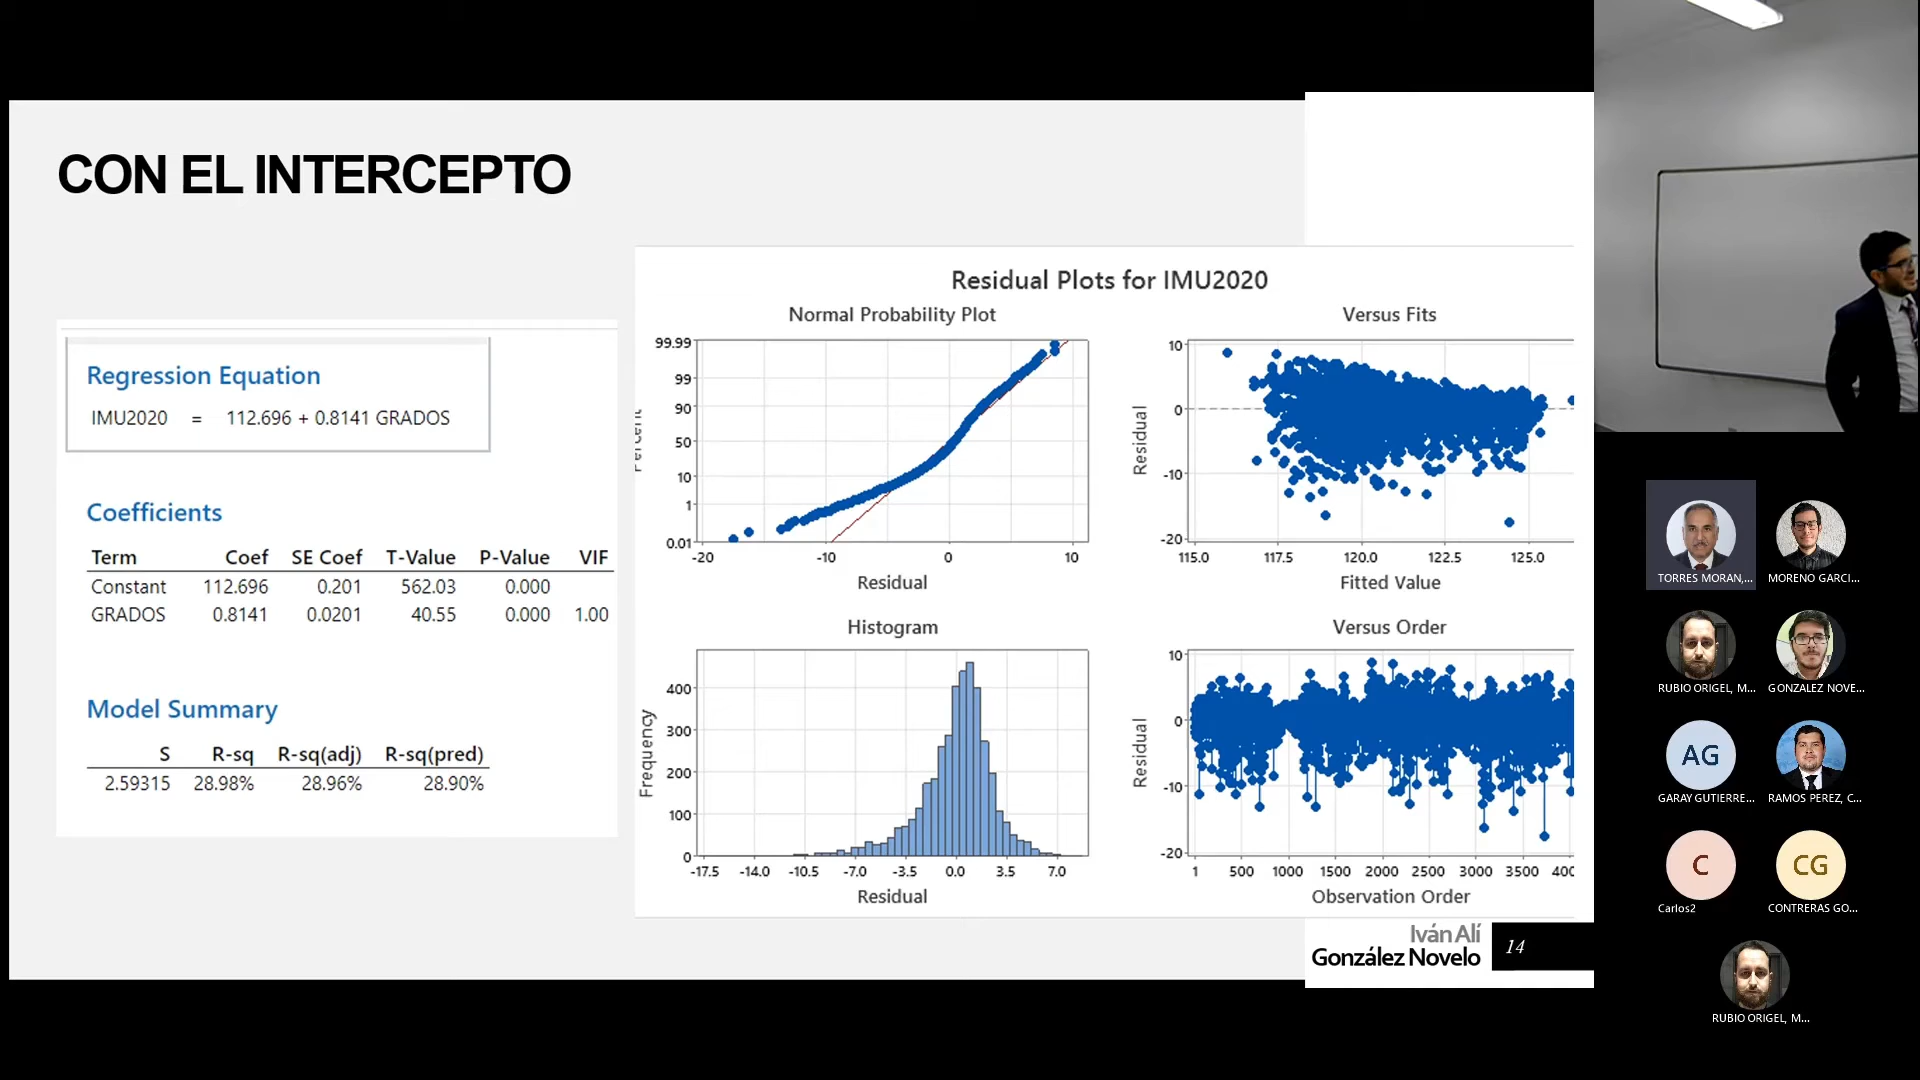 CON EL INTERCEPTO
Regression Equation
IMU2020 = 112.696 + 0.8141 GRADOS
Coefficients
Term Coef SE Coef T-Value P-Value VIF
Constant 112.696 0.201 562.03 0.000
GRADOS 0.8141 0.0201 40.55 0.000 1.00
Model Summary
S R-sq R-sq(adj) R-sq(pred)
2.59315 28.98% 28.96% 28.90%
Residual Plots for IMU2020
Normal Probability Plot
99.99
99
90
50
10
1
0.01
-20 -10 0 10
Residual
Versus Fits
Residual
10
0
-10
-20
115.0 117.5 120.0 122.5 125.0
Fitted Value
Histogram
Frequency
400
300
200
100
0
-17.5 -14.0 -10.5 -7.0 -3.5 0.0 3.5 7.0
Residual
Versus Order
Residual
10
0
-10
-20
1 500 1000 1500 2000 2500 3000 3500 400
Observation Order
Iván Alí
González Novelo
14
TORRES MORAN,...
MORENO GARCI...
RUBIO ORIGEL, M...
GONZALEZ NOVE...
AG
GARAY GUTIERRE...
RAMOS PEREZ, C...
C
Carlos2
CG
CONTRERAS GO...
RUBIO ORIGEL, M...